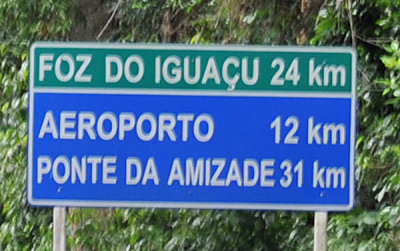 FOZ DO IGUAÇU 24 km
AEROPORTO 12 km
PONTE DA AMIZADE 31 km